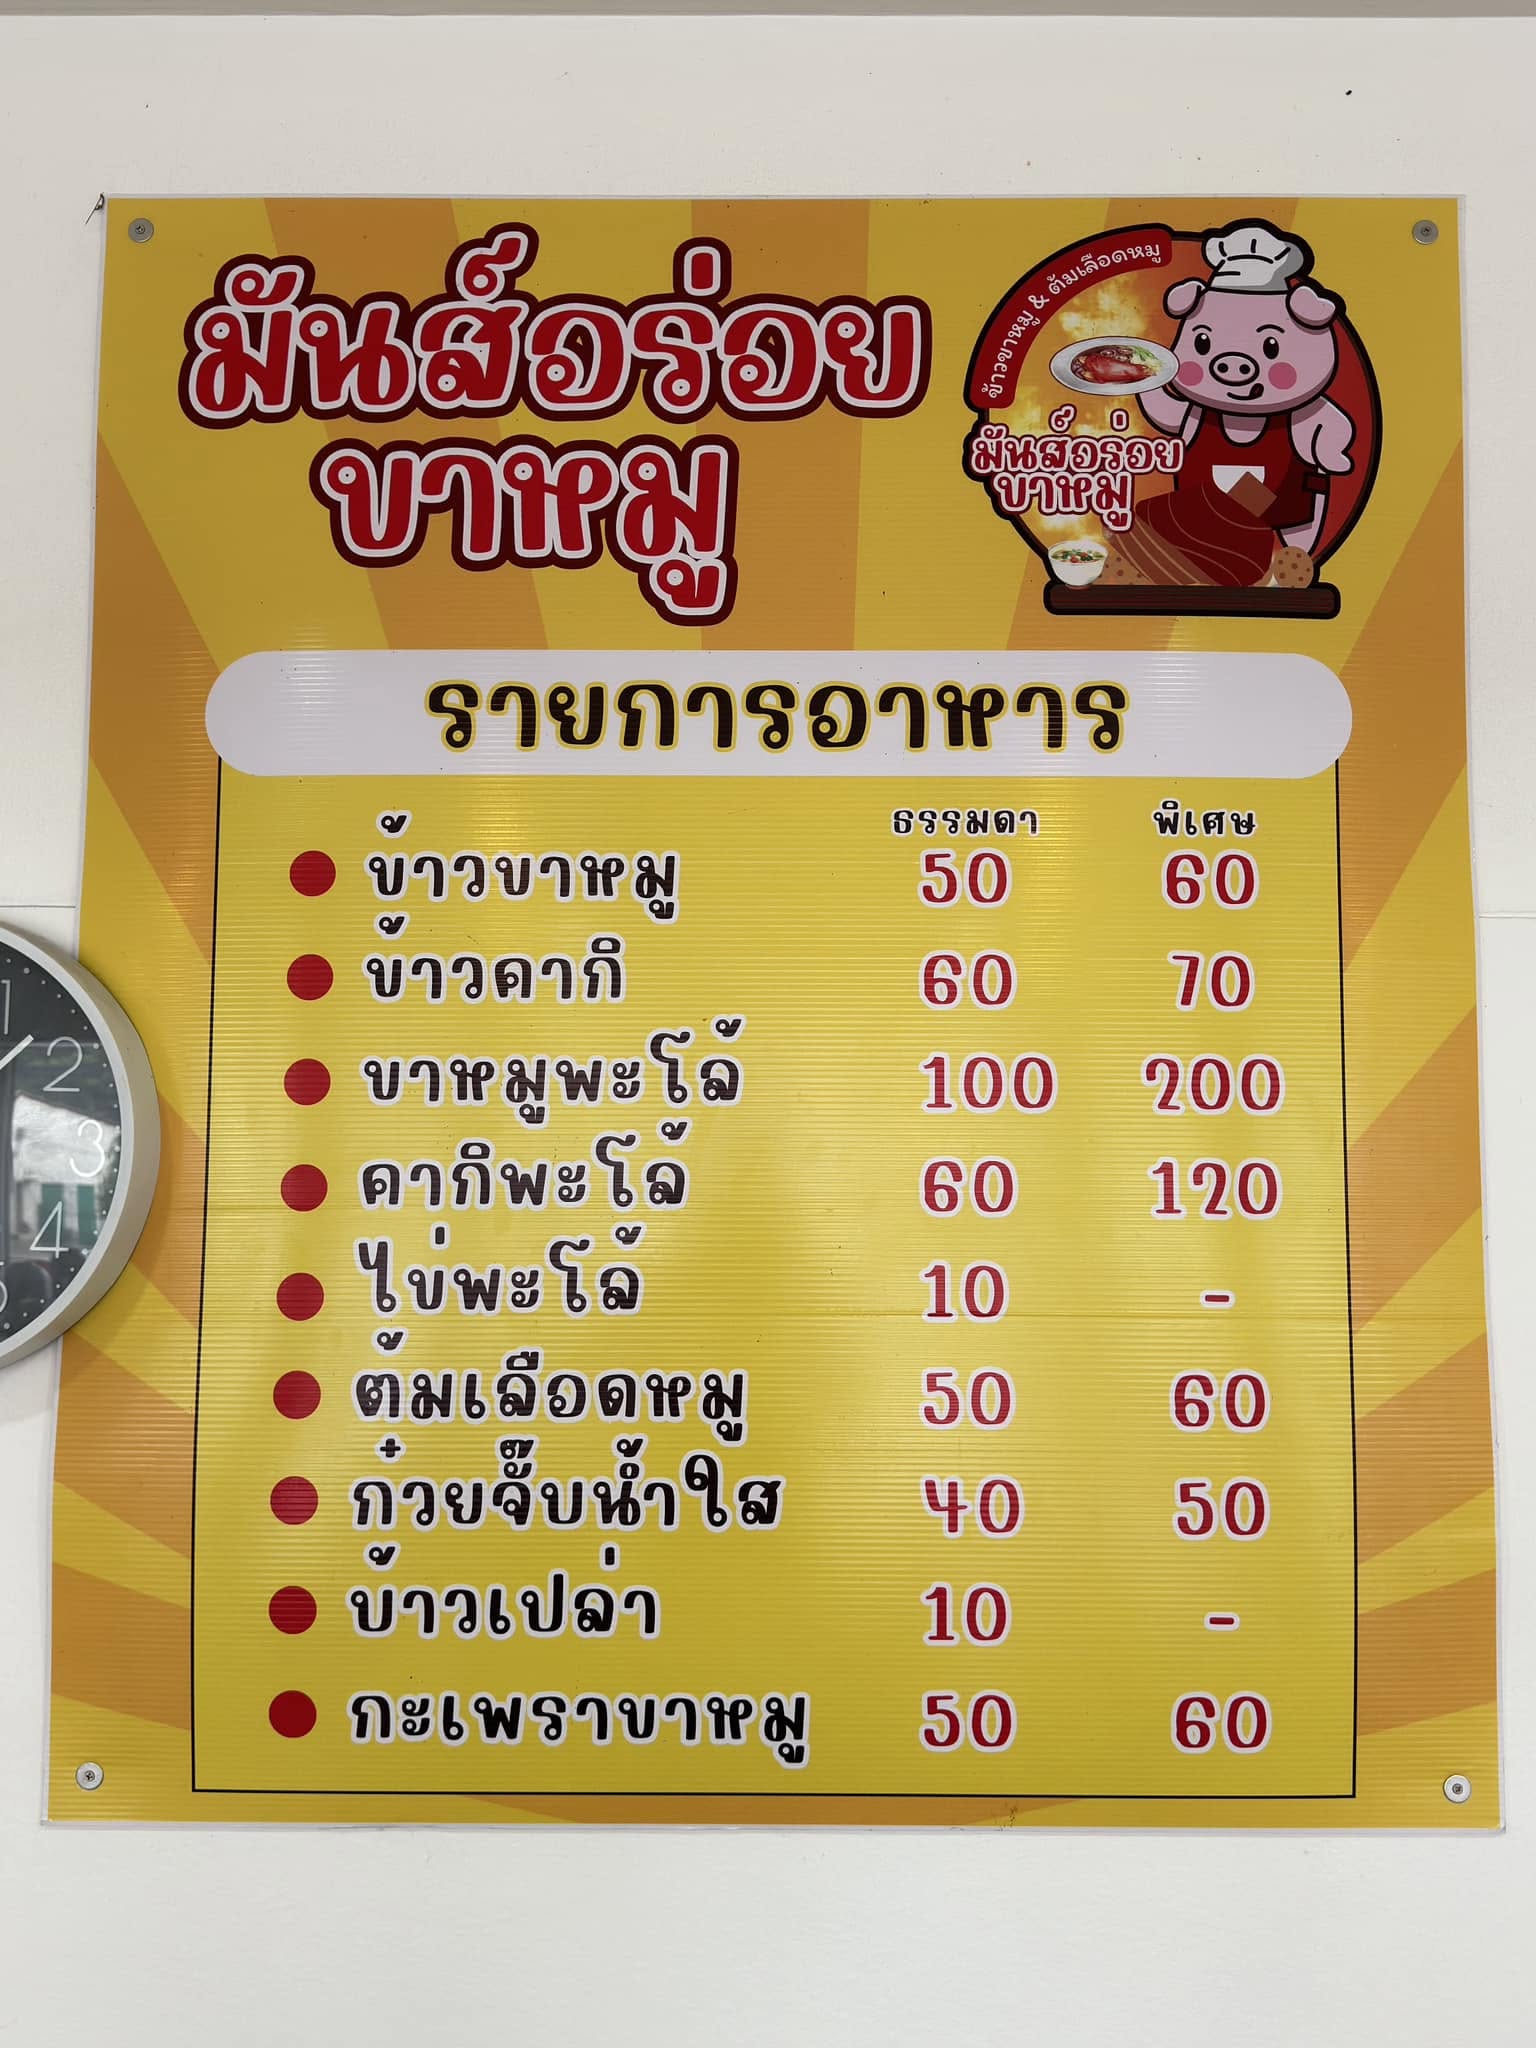 มันส์อร่อย
ขาหมู
ข้าวขาหมู & ต้มเลือดหมู
มันส์อร่อย
ขาหมู
รายการอาหาร
ธรรมดา พิเศษ
ข้าวขาหมู 50 60
ข้าวคากิ 60 70
ขาหมูพะโล้ 100 200
คากิพะโล้ 60 120
ไข่พะโล้ 10 -
ต้มเลือดหมู 50 60
ก๋วยจั๊บน้ำใส 40 50
ข้าวเปล่า 10 -
กะเพราขาหมู 50 60
1
2
3
4
5